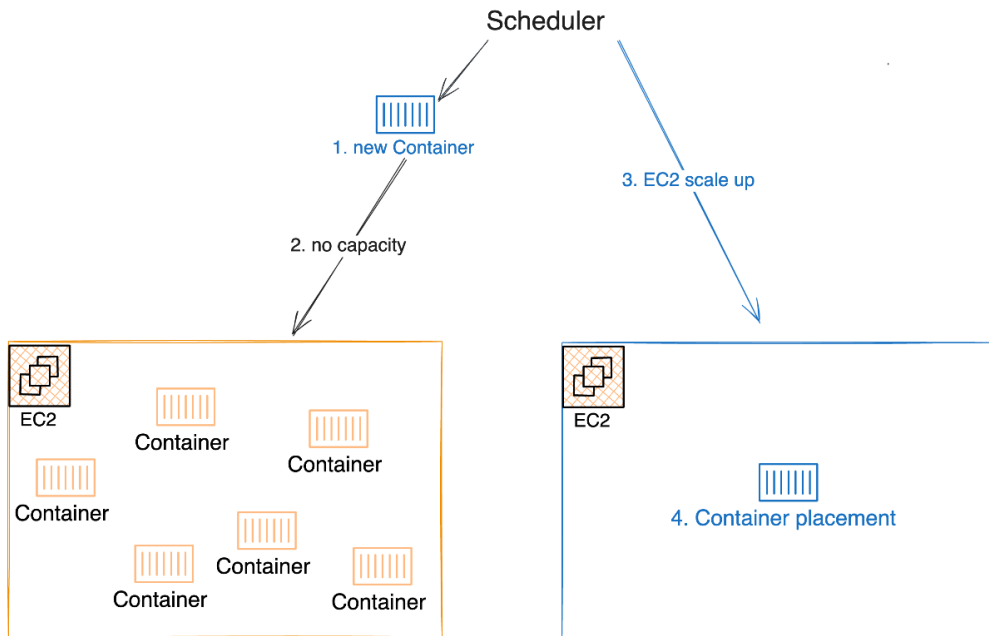 Scheduler
1. new Container
3. EC2 scale up
2. no capacity
EC2
Container
Container
Container
Container
Container
Container
EC2
4. Container placement